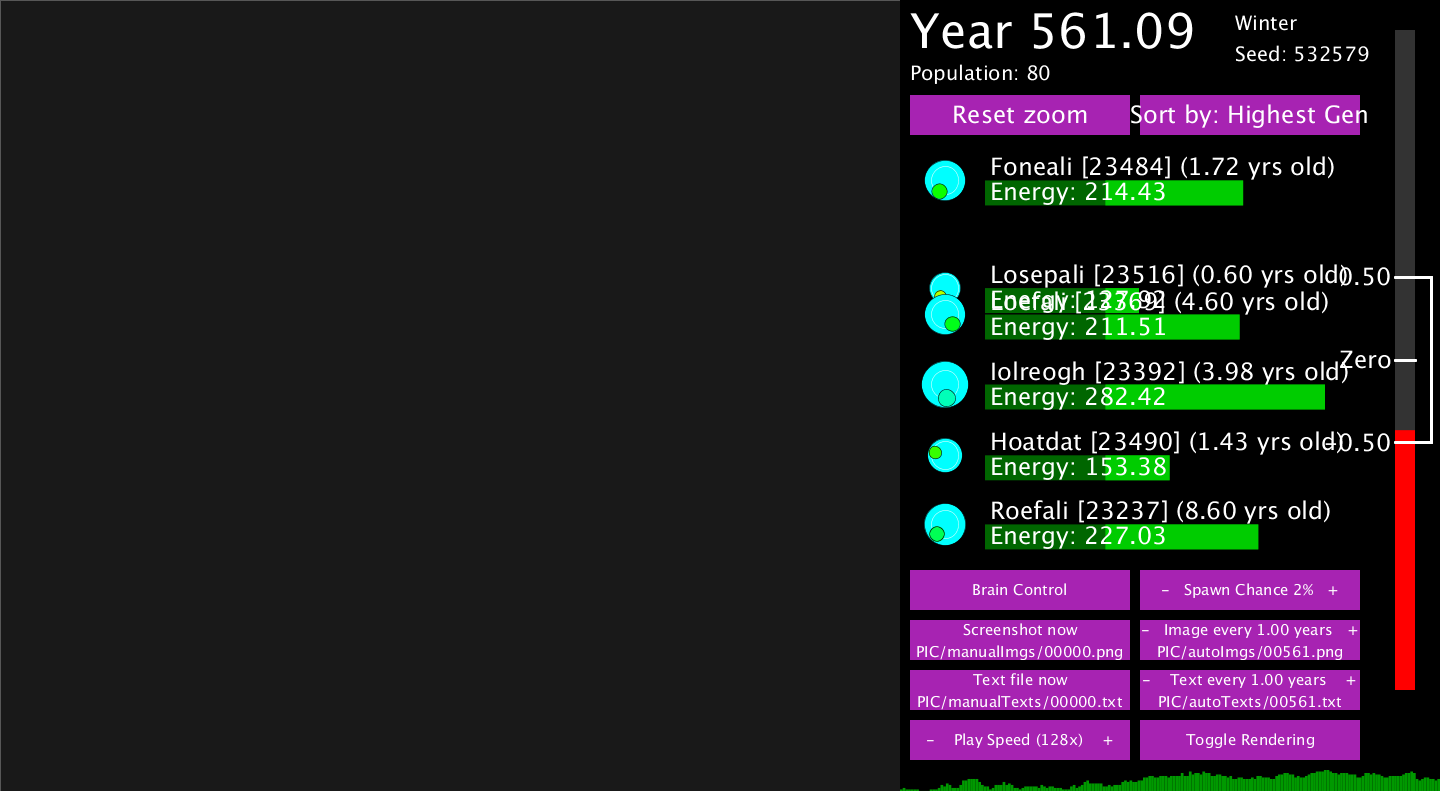 Year 561.09
Winter
Seed: 532579
Population: 80
Reset zoom
Sort by: Highest Gen
Foneali [23484] (1.72 yrs old)
Energy: 214.43
Losepali [23516] (0.60 yrs old)
0.50
Energy:
[23369] (4.60 yrs old)
Energy: 211.51
Zero
Iolreogh [23392] (3.98 yrs old)
Energy: 282.42
Hoatdat [23490] (1.43 yrs old)
-0.50
Energy: 153.38
Roefali [23237] (8.60 yrs old)
Energy: 227.03
Brain Control
- Spawn Chance 2% +
Screenshot now
PIC/manualImgs/00000.png
- Image every 1.00 years +
PIC/autoImgs/00561.png
Text file now
PIC/manualTexts/00000.txt
- Text every 1.00 years +
PIC/autoTexts/00561.txt
- Play Speed (128x) +
Toggle Rendering